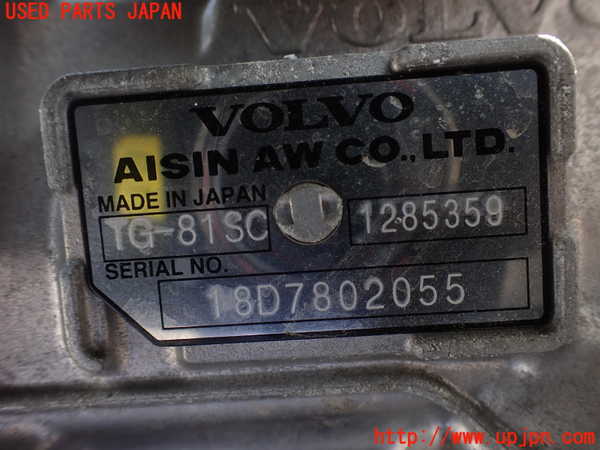 USED PARTS JAPAN
VOLVO
VOLVO
AISIN AW CO.,LTD.
MADE IN JAPAN
TG-81SC 1285359
SERIAL NO.
18D7802055
http://www.upjpn.com